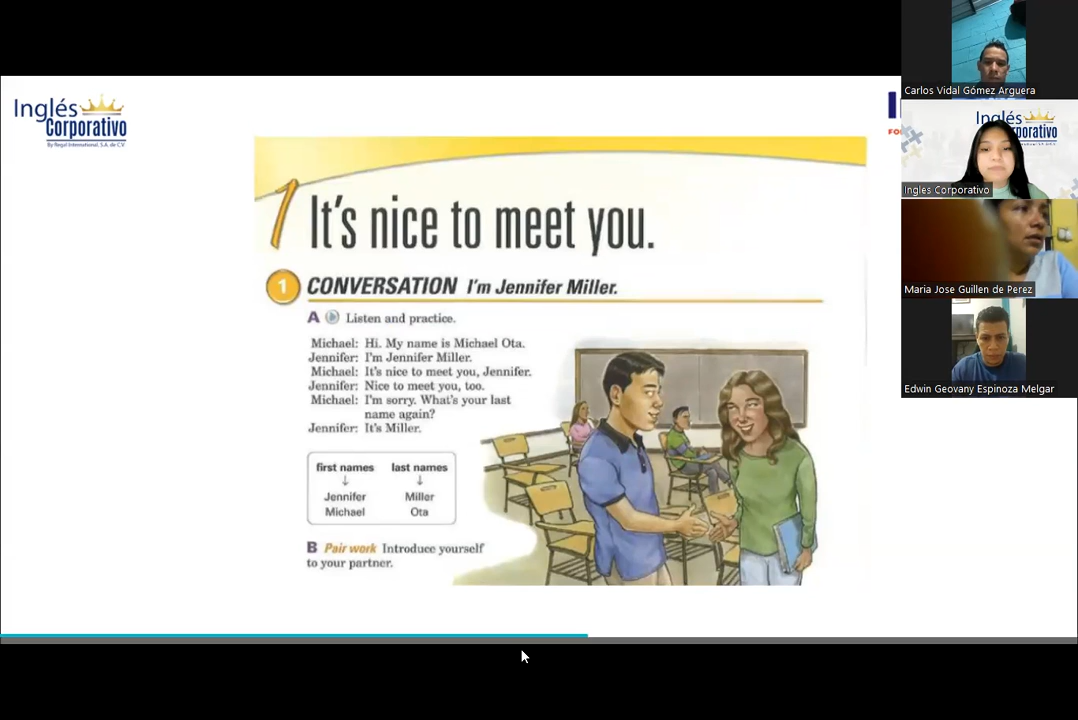 Inglés
Corporativo
By Regal International, S.A. de C.V.
1 It's nice to meet you.
1 CONVERSATION I'm Jennifer Miller.
A Listen and practice.
Michael: Hi. My name is Michael Ota.
Jennifer: I'm Jennifer Miller.
Michael: It's nice to meet you, Jennifer.
Jennifer: Nice to meet you, too.
Michael: I'm sorry. What's your last
name again?
Jennifer: It's Miller.
first names last names
Jennifer Miller
Michael Ota
B Pair work Introduce yourself
to your partner.
Carlos Vidal Gómez Arguera
Inglés
Ingles Corporativo
Maria Jose Guillen de Perez
Edwin Geovany Espinoza Melgar